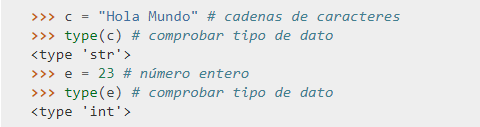 >>> c = "Hola Mundo" # cadenas de caracteres
>>> type(c) # comprobar tipo de dato
<type 'str'>
>>> e = 23 # número entero
>>> type(e) # comprobar tipo de dato
<type 'int'>